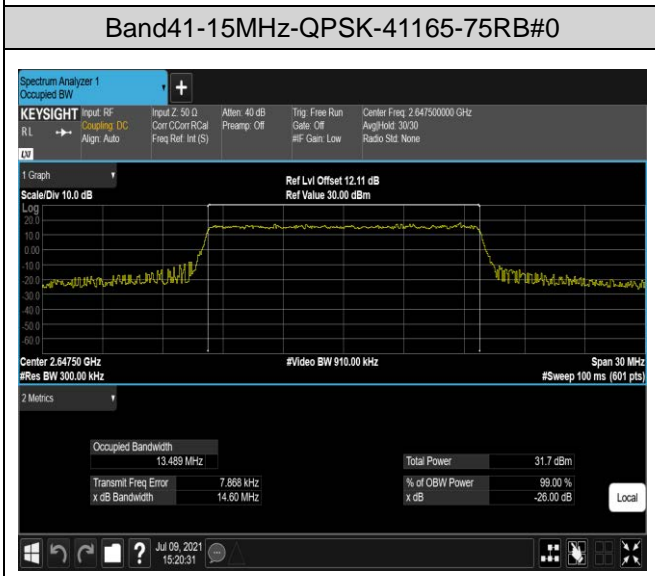 Band41-15MHz-QPSK-41165-75RB#0
Spectrum Analyzer 1
Occupied BW
+
KEYSIGHT
RL
LXI
Input: RF
Coupling: DC
Align: Auto
Input Z: 50 Ω
Corr CCorr RCal
Freq Ref: Int (S)
Atten: 40 dB
Preamp: Off
Trig: Free Run
Gate: Off
#IF Gain: Low
Center Freq: 2.647500000 GHz
Avg|Hold: 30/30
Radio Std: None
1 Graph
Scale/Div 10.0 dB
Ref Lvl Offset 12.11 dB
Ref Value 30.00 dBm
Log
20.0
10.0
0.00
-10.0
-20.0
-30.0
-40.0
-50.0
-60.0
Center 2.64750 GHz
#Res BW 300.00 kHz
#Video BW 910.00 kHz
Span 30 MHz
#Sweep 100 ms (601 pts)
2 Metrics
Occupied Bandwidth
13.489 MHz
Transmit Freq Error 7.868 kHz
x dB Bandwidth 14.60 MHz
Total Power 31.7 dBm
% of OBW Power 99.00 %
x dB -26.00 dB
Local
?
Jul 09, 2021
15:20:31